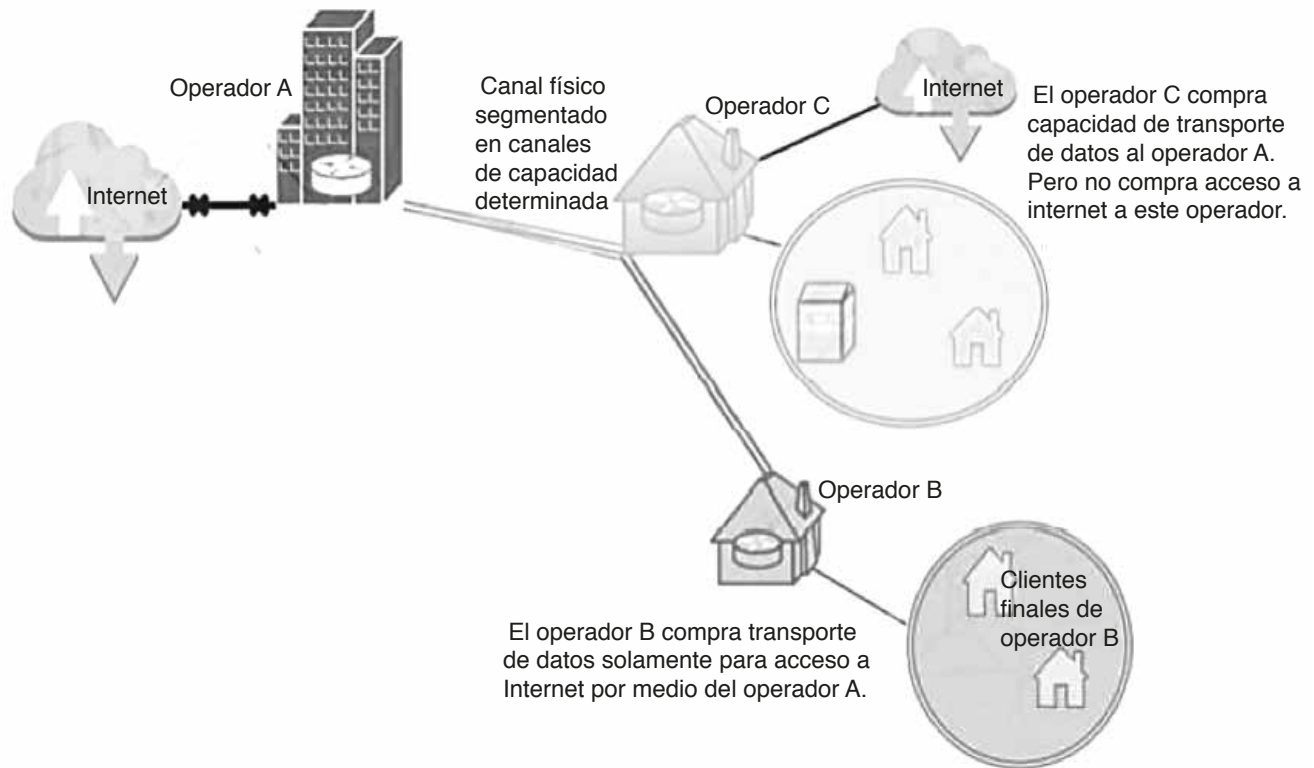 Operador A
Internet
Canal físico
segmentado
en canales
de capacidad
determinada
Operador C
Internet
El operador C compra
capacidad de transporte
de datos al operador A.
Pero no compra acceso a
internet a este operador.
Operador B
Clientes
finales de
operador B
El operador B compra transporte
de datos solamente para acceso a
Internet por medio del operador A.